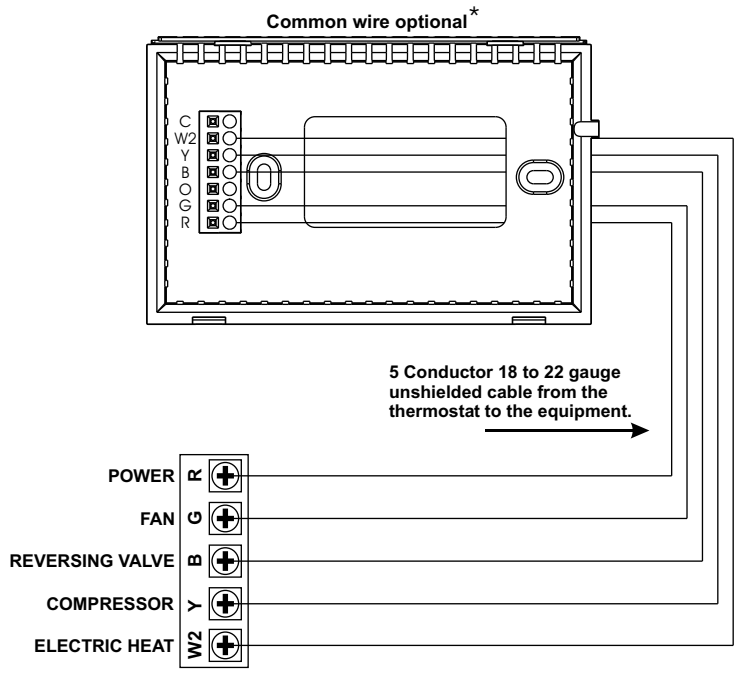 Common wire optional*
C
W2
Y
B
O
G
R
5 Conductor 18 to 22 gauge
unshielded cable from the
thermostat to the equipment.
POWER R
FAN G
REVERSING VALVE B
COMPRESSOR Y
ELECTRIC HEAT W2